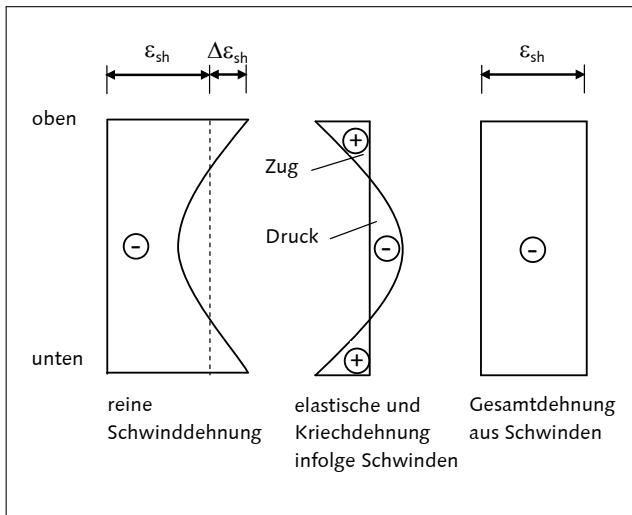 ε_sh
Δε_sh
ε_sh
oben
+
Zug
Druck
-
-
-
unten
+
reine
Schwinddehnung
elastische und
Kriechdehnung
infolge Schwinden
Gesamtdehnung
aus Schwinden